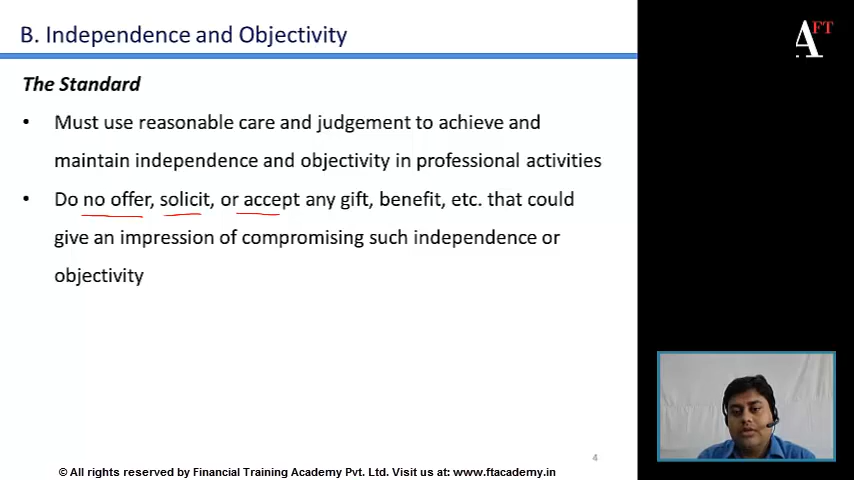 B. Independence and Objectivity
The Standard
• Must use reasonable care and judgement to achieve and
maintain independence and objectivity in professional activities
• Do no offer, solicit, or accept any gift, benefit, etc. that could
give an impression of compromising such independence or
objectivity
4
© All rights reserved by Financial Training Academy Pvt. Ltd. Visit us at: www.ftacademy.in
AFT